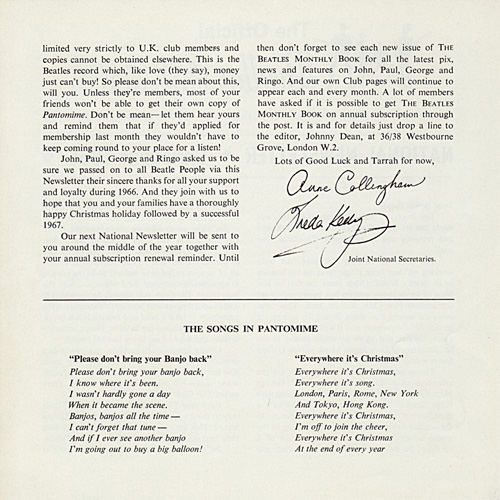 limited very strictly to U.K. club members and
copies cannot be obtained elsewhere. This is the
Beatles record which, like love (they say), money
just can't buy! So please don't be mean about this,
will you. Unless they're members, most of your
friends won't be able to get their own copy of
Pantomime. Don't be mean—let them hear yours
and remind them that if they'd applied for
membership last month they wouldn't have to
keep coming round to your place for a listen!
John, Paul, George and Ringo asked us to be
sure we passed on to all Beatle People via this
Newsletter their sincere thanks for all your support
and loyalty during 1966. And they join with us to
hope that you and your families have a thoroughly
happy Christmas holiday followed by a successful
1967.
Our next National Newsletter will be sent to
you around the middle of the year together with
your annual subscription renewal reminder. Until
then don't forget to see each new issue of THE
BEATLES MONTHLY BOOK for all the latest pix,
news and features on John, Paul, George and
Ringo. And our own Club pages will continue to
appear each and every month. A lot of members
have asked if it is possible to get THE BEATLES
MONTHLY BOOK on annual subscription through
the post. It is and for details just drop a line to
the editor, Johnny Dean, at 36/38 Westbourne
Grove, London W.2.
Lots of Good Luck and Tarrah for now,
Anne Collingham
Freda Kelly
Joint National Secretaries.
THE SONGS IN PANTOMIME
"Please don't bring your Banjo back"
Please don't bring your banjo back,
I know where it's been.
I wasn't hardly gone a day
When it became the scene.
Banjos, banjos all the time—
I can't forget that tune—
And if I ever see another banjo
I'm going out to buy a big balloon!
"Everywhere it's Christmas"
Everywhere it's Christmas,
Everywhere it's song.
London, Paris, Rome, New York
And Tokyo, Hong Kong.
Everywhere it's Christmas,
I'm off to join the cheer,
Everywhere it's Christmas
At the end of every year